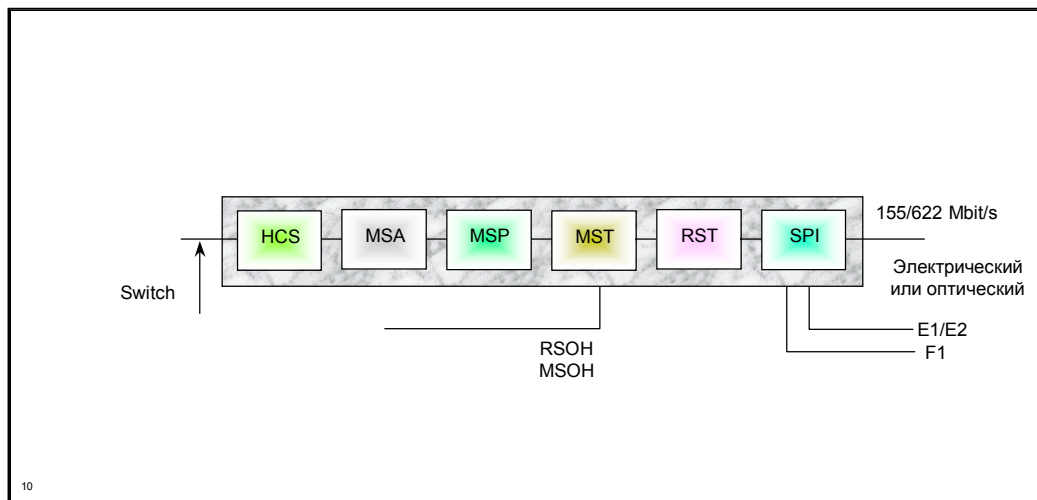 HCS
MSA
MSP
MST
RST
SPI
155/622 Mbit/s
Электрический
или оптический
Switch
E1/E2
F1
RSOH
MSOH
10